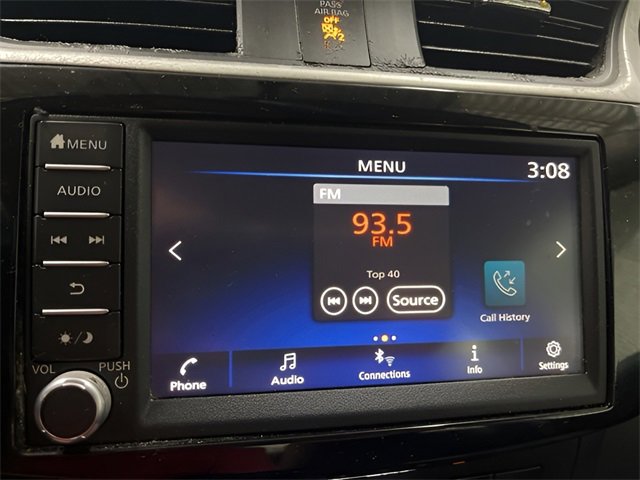 PASS
AIR BAG
OFF
2
MENU
AUDIO
VOL
PUSH
MENU
3:08
FM
93.5
FM
Top 40
Source
Call History
Phone
Audio
Connections
Info
Settings